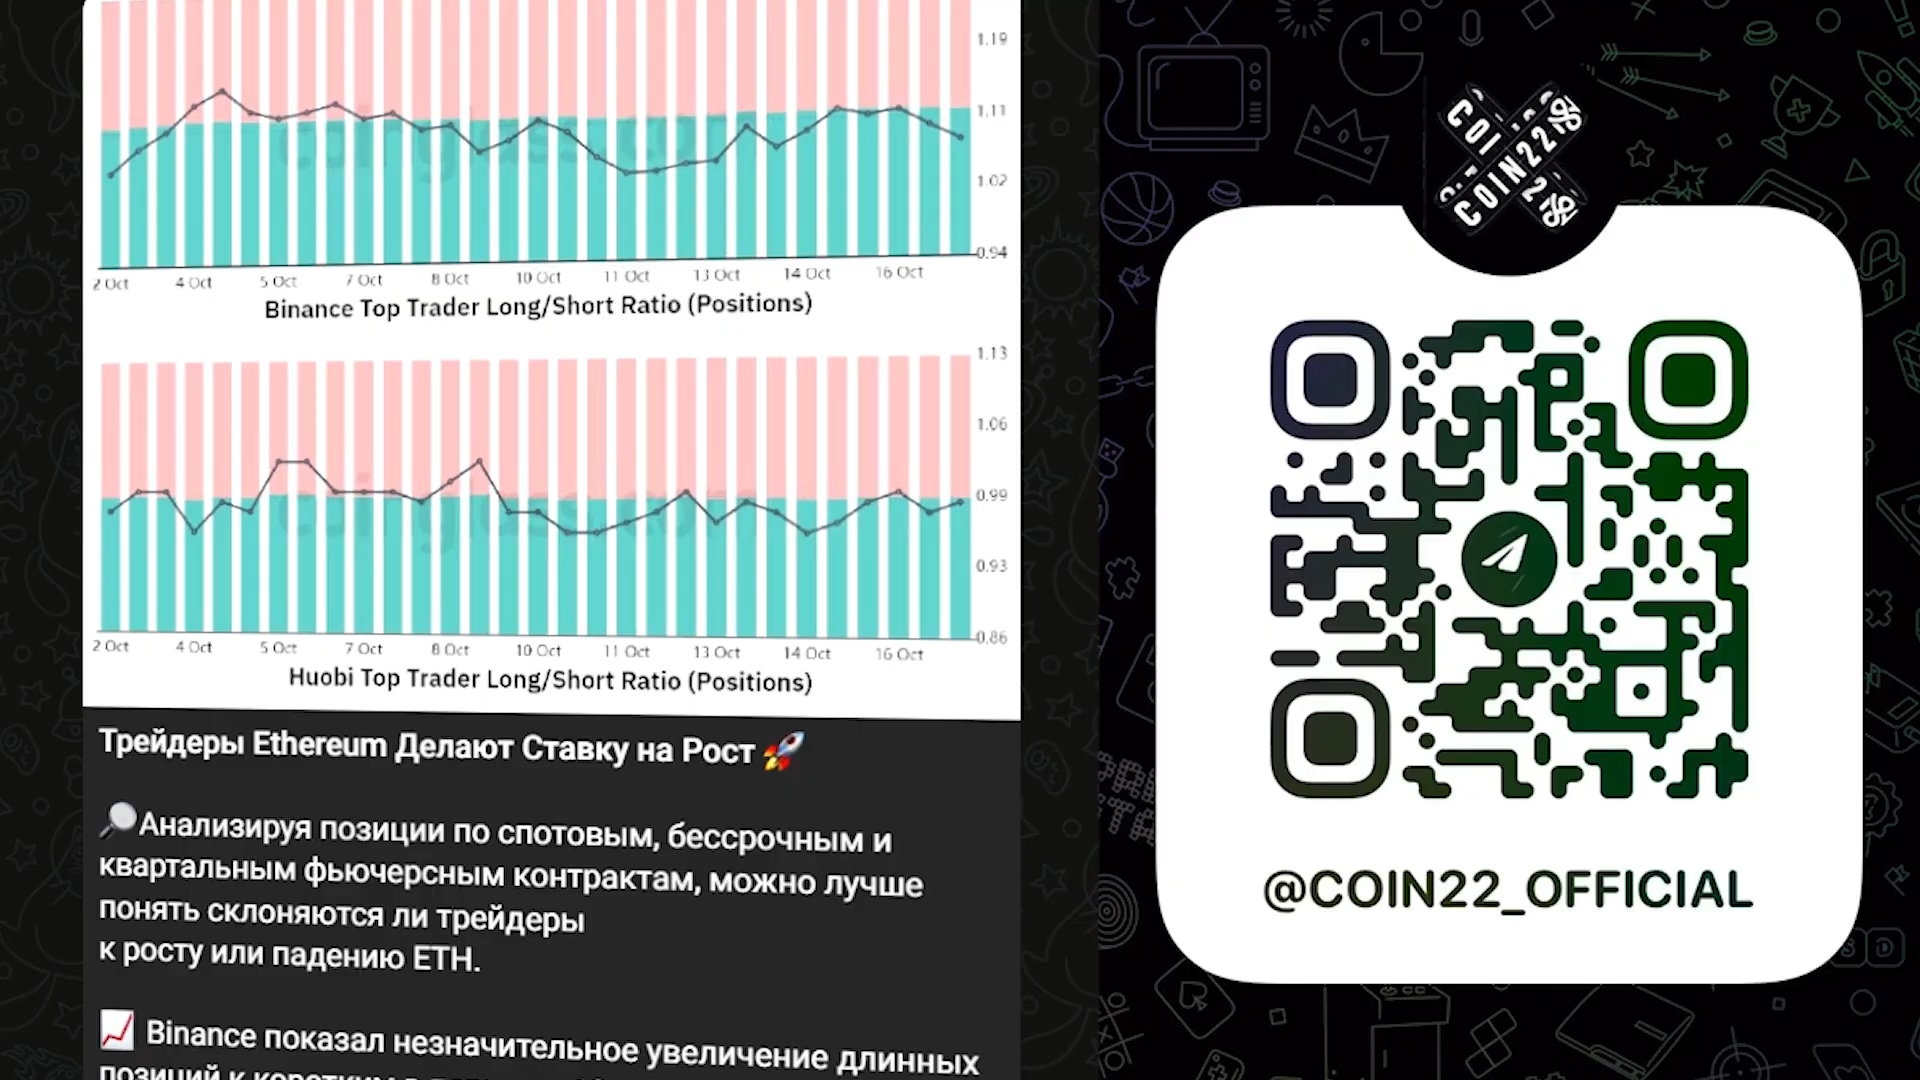 1.19
1.11
1.02
0.94
2 Oct 4 Oct 5 Oct 7 Oct 8 Oct 10 Oct 11 Oct 13 Oct 14 Oct 16 Oct
Binance Top Trader Long/Short Ratio (Positions)
1.13
1.06
0.99
0.93
0.86
2 Oct 4 Oct 5 Oct 7 Oct 8 Oct 10 Oct 11 Oct 13 Oct 14 Oct 16 Oct
Huobi Top Trader Long/Short Ratio (Positions)
Трейдеры Ethereum Делают Ставку на Рост 🚀
🔎Анализируя позиции по спотовым, бессрочным и
квартальным фьючерсным контрактам, можно лучше
понять склоняются ли трейдеры
к росту или падению ETH.
📈 Binance показал незначительное увеличение длинных
позиций к коротким
COIN22
@COIN22_OFFICIAL